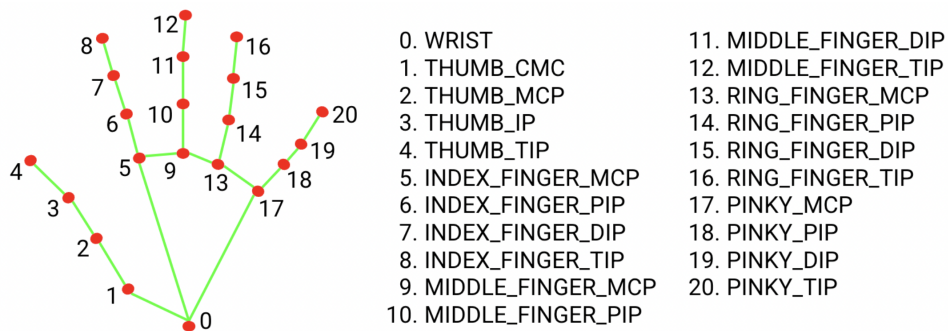 12
8
16
11
7
15
20
6
10
14
19
4
5
9
13
18
3
17
2
1
0
0. WRIST
1. THUMB_CMC
2. THUMB_MCP
3. THUMB_IP
4. THUMB_TIP
5. INDEX_FINGER_MCP
6. INDEX_FINGER_PIP
7. INDEX_FINGER_DIP
8. INDEX_FINGER_TIP
9. MIDDLE_FINGER_MCP
10. MIDDLE_FINGER_PIP
11. MIDDLE_FINGER_DIP
12. MIDDLE_FINGER_TIP
13. RING_FINGER_MCP
14. RING_FINGER_PIP
15. RING_FINGER_DIP
16. RING_FINGER_TIP
17. PINKY_MCP
18. PINKY_PIP
19. PINKY_DIP
20. PINKY_TIP